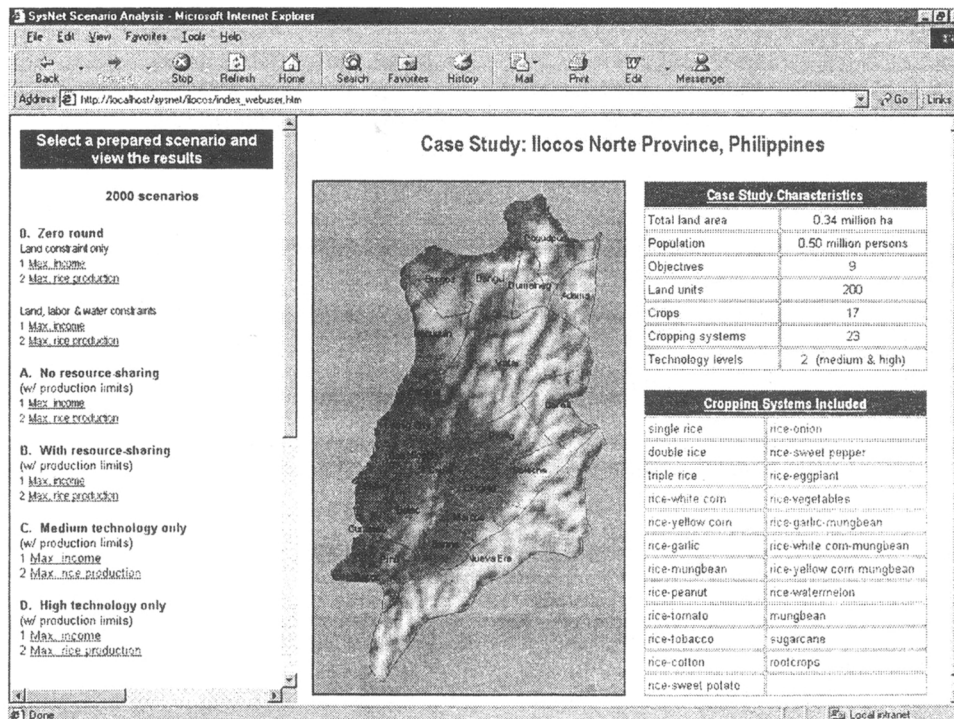 SysNet Scenario Analysis - Microsoft Internet Explorer
File Edit View Favorites Tools Help
Back Forward Stop Refresh Home Search Favorites History Mail Print Edit Messenger
Address http://localhost/sysnet/ilocos/index_webuser.htm Go Links
Select a prepared scenario and
view the results
2000 scenarios
0. Zero round
Land constraint only
1 Max. income
2 Max. rice production
Land, labor & water constraints
1 Max. income
2 Max. rice production
A. No resource-sharing
(w/ production limits)
1 Max. income
2 Max. rice production
B. With resource-sharing
(w/ production limits)
1 Max. income
2 Max. rice production
C. Medium technology only
(w/ production limits)
1 Max. income
2 Max. rice production
D. High technology only
(w/ production limits)
1 Max. income
2 Max. rice production
Case Study: Ilocos Norte Province, Philippines
Pagudpud
Bangui
Dumalneg
Adams
Vintar
Nueva Era
Case Study Characteristics
Total land area 0.34 million ha
Population 0.50 million persons
Objectives 9
Land units 200
Crops 17
Cropping systems 23
Technology levels 2 (medium & high)
Cropping Systems Included
single rice rice-onion
double rice rice-sweet pepper
triple rice rice-eggplant
rice-white corn rice-vegetables
rice-yellow corn rice-garlic-mungbean
rice-garlic rice-white corn-mungbean
rice-mungbean rice-yellow corn mungbean
rice-peanut rice-watermelon
rice-tomato mungbean
rice-tobacco sugarcane
rice-cotton rootcrops
rice-sweet potato
Done Local intranet